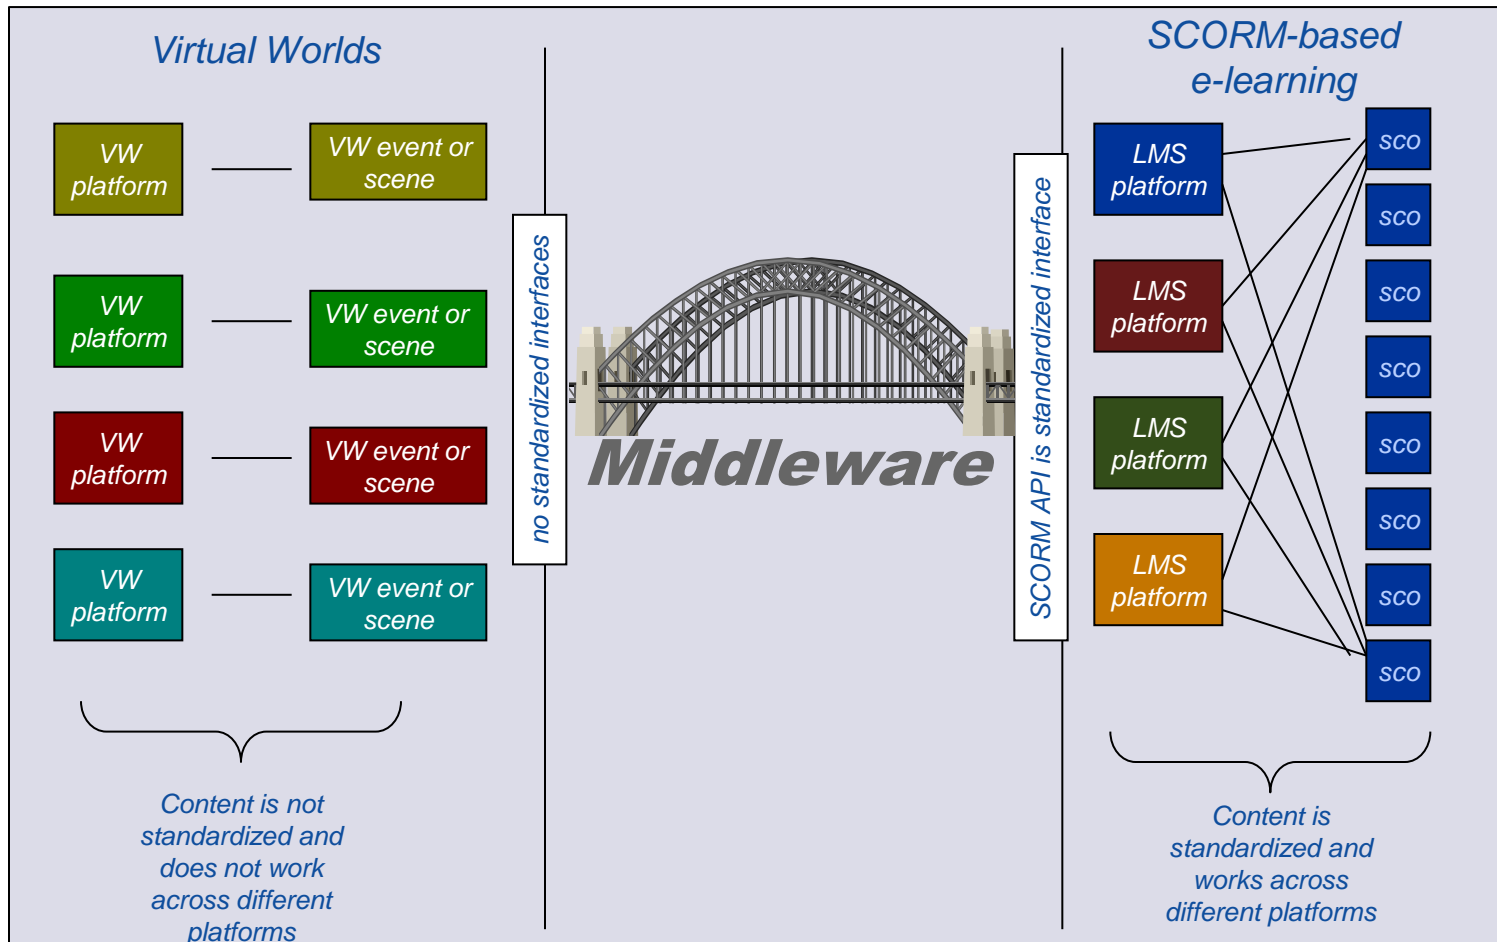 Virtual Worlds
VW
platform
VW event or
scene
VW
platform
VW event or
scene
VW
platform
VW event or
scene
VW
platform
VW event or
scene
Content is not
standardized and
does not work
across different
platforms
no standardized interfaces
Middleware
SCORM API is standardized interface
SCORM-based
e-learning
LMS
platform
LMS
platform
LMS
platform
LMS
platform
sco
sco
sco
sco
sco
sco
sco
sco
Content is
standardized and
works across
different platforms